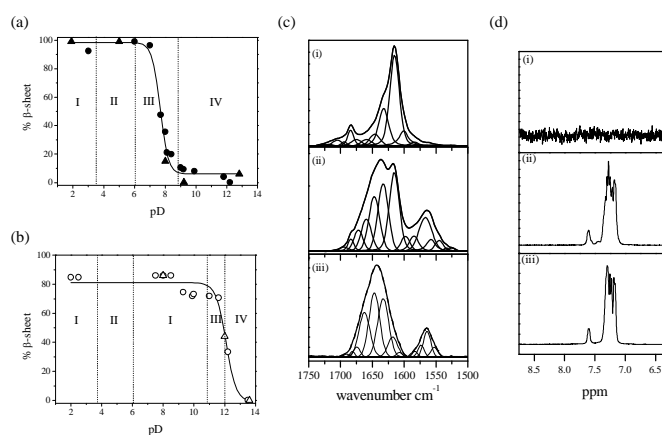 (a)
% β-sheet
100
80
60
40
20
0
I
II
III
IV
0 2 4 6 8 10 12 14
pD
(b)
% β-sheet
100
80
60
40
20
0
I
II
I
III
IV
0 2 4 6 8 10 12 14
pD
(c)
(i)
(ii)
(iii)
1750 1700 1650 1600 1550 1500
wavenumber cm⁻¹
(d)
(i)
(ii)
(iii)
8.5 7.5 6.5
ppm